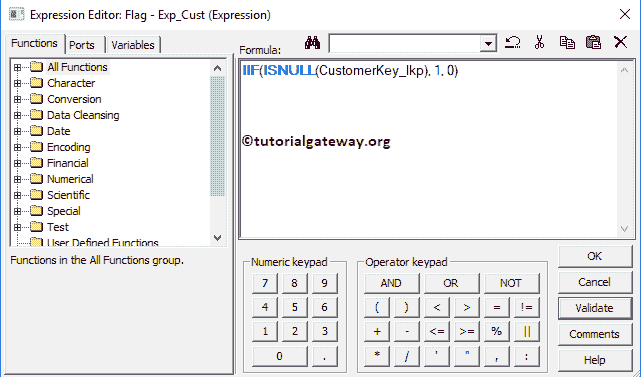 Expression Editor: Flag - Exp_Cust (Expression)
Functions Ports Variables
Formula:
All Functions
Character
Conversion
Data Cleansing
Date
Encoding
Financial
Numerical
Scientific
Special
Test
User Defined Functions
Functions in the All Functions group.
IIF(ISNULL(CustomerKey_lkp), 1, 0)
©tutorialgateway.org
Numeric keypad
7 8 9
4 5 6
1 2 3
0 .
Operator keypad
AND OR NOT
( ) < > = !=
+ - <= >= % ||
* / ' " , :
OK
Cancel
Validate
Comments
Help